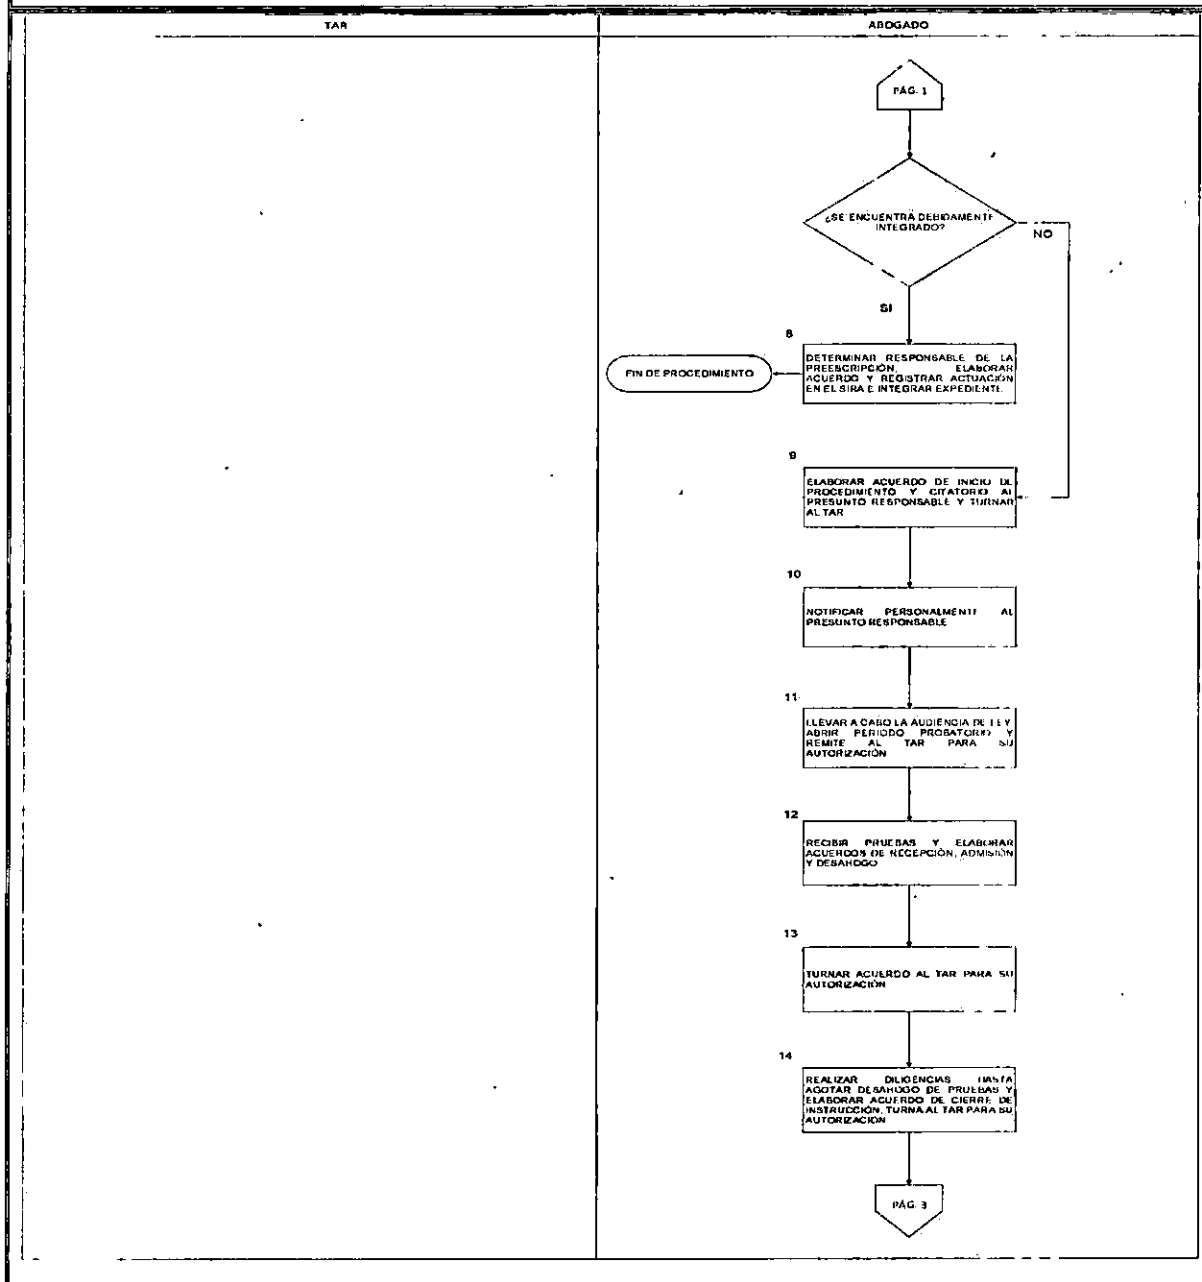 TAR
ABOGADO
PÁG. 1
¿SE ENCUENTRA DEBIDAMENTE
INTEGRADO?
NO
SI
8
DETERMINAR RESPONSABLE DE LA
PREESCRIPCIÓN, ELABORAR
ACUERDO Y REGISTRAR ACTUACIÓN
EN EL SIRA E INTEGRAR EXPEDIENTE.
FIN DE PROCEDIMIENTO
9
ELABORAR ACUERDO DE INICIO DE
PROCEDIMIENTO Y CITATORIO AL
PRESUNTO RESPONSABLE Y TURNAR
AL TAR
10
NOTIFICAR PERSONALMENTE AL
PRESUNTO RESPONSABLE
11
LLEVAR A CABO LA AUDIENCIA DE LEY
ABRIR PERIODO PROBATORIO Y
REMITE AL TAR PARA SU
AUTORIZACIÓN
12
RECIBIR PRUEBAS Y ELABORAR
ACUERDOS DE RECEPCIÓN, ADMISIÓN
Y DESAHOGO
13
TURNAR ACUERDO AL TAR PARA SU
AUTORIZACIÓN
14
REALIZAR DILIGENCIAS HASTA
AGOTAR DESAHOGO DE PRUEBAS Y
ELABORAR ACUERDO DE CIERRE DE
INSTRUCCIÓN, TURNA AL TAR PARA SU
AUTORIZACIÓN
PÁG. 3